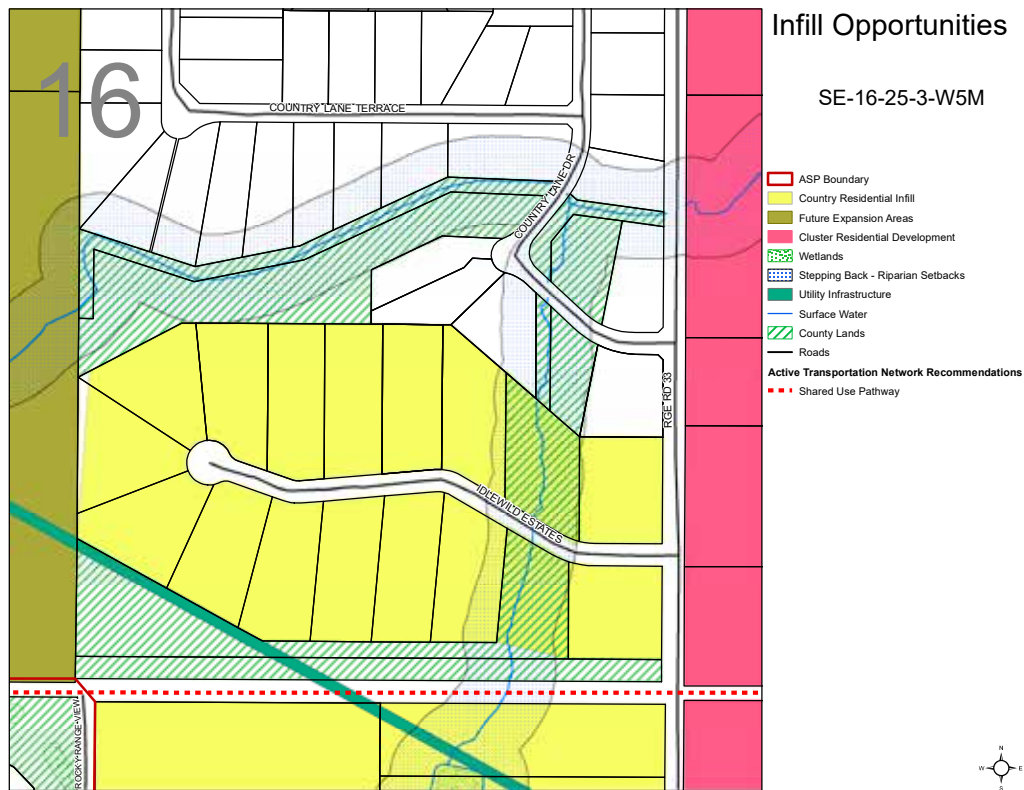 Infill Opportunities
SE-16-25-3-W5M
16
COUNTRY LANE TERRACE
COUNTRY LANE DR
RGE RD 33
IDLEWILD ESTATES
ROCKY RANGE VIEW
ASP Boundary
Country Residential Infill
Future Expansion Areas
Cluster Residential Development
Wetlands
Stepping Back - Riparian Setbacks
Utility Infrastructure
Surface Water
County Lands
Roads
Active Transportation Network Recommendations
Shared Use Pathway
N
W E
S